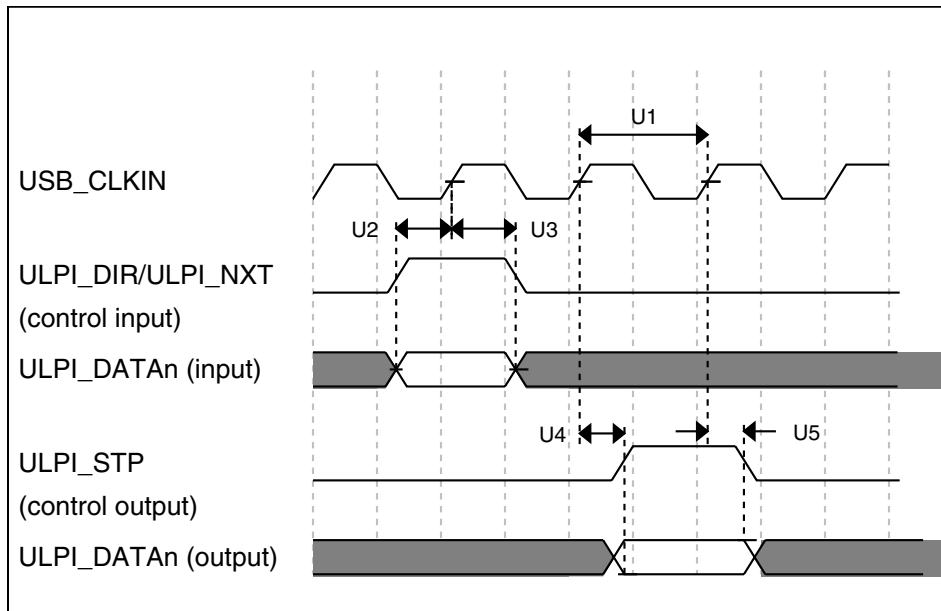 U1
USB_CLKIN
U2
U3
ULPI_DIR/ULPI_NXT
(control input)
ULPI_DATAn (input)
U4
U5
ULPI_STP
(control output)
ULPI_DATAn (output)